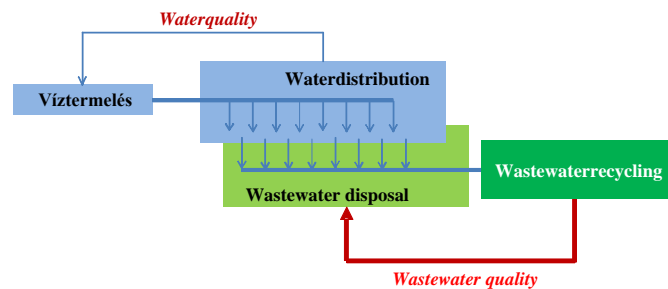 Waterquality
Waterdistribution
Víztermelés
Wastewaterrecycling
Wastewater disposal
Wastewater quality